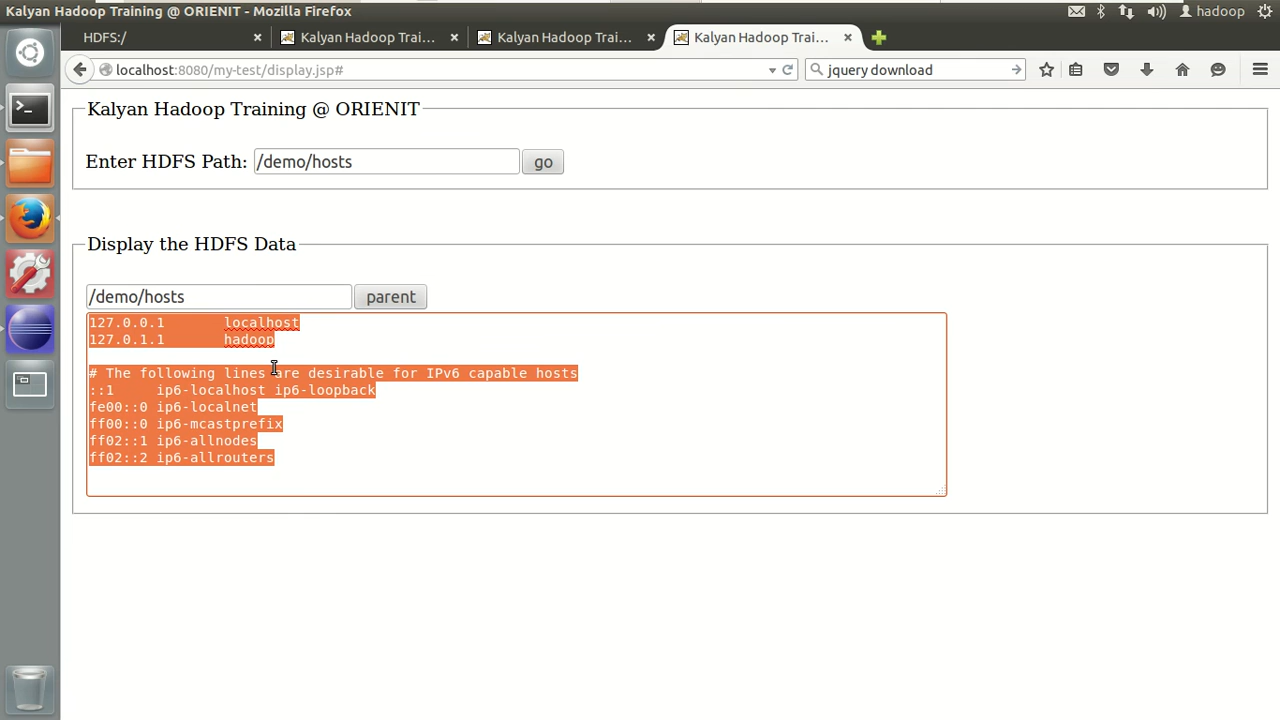 Kalyan Hadoop Training @ ORIENIT - Mozilla Firefox
hadoop
HDFS:/
Kalyan Hadoop Trai...
Kalyan Hadoop Trai...
Kalyan Hadoop Trai...
localhost:8080/my-test/display.jsp#
jquery download
Kalyan Hadoop Training @ ORIENIT
Enter HDFS Path: /demo/hosts go
Display the HDFS Data
/demo/hosts parent
127.0.0.1 localhost
127.0.1.1 hadoop
# The following lines are desirable for IPv6 capable hosts
::1 ip6-localhost ip6-loopback
fe00::0 ip6-localnet
ff00::0 ip6-mcastprefix
ff02::1 ip6-allnodes
ff02::2 ip6-allrouters